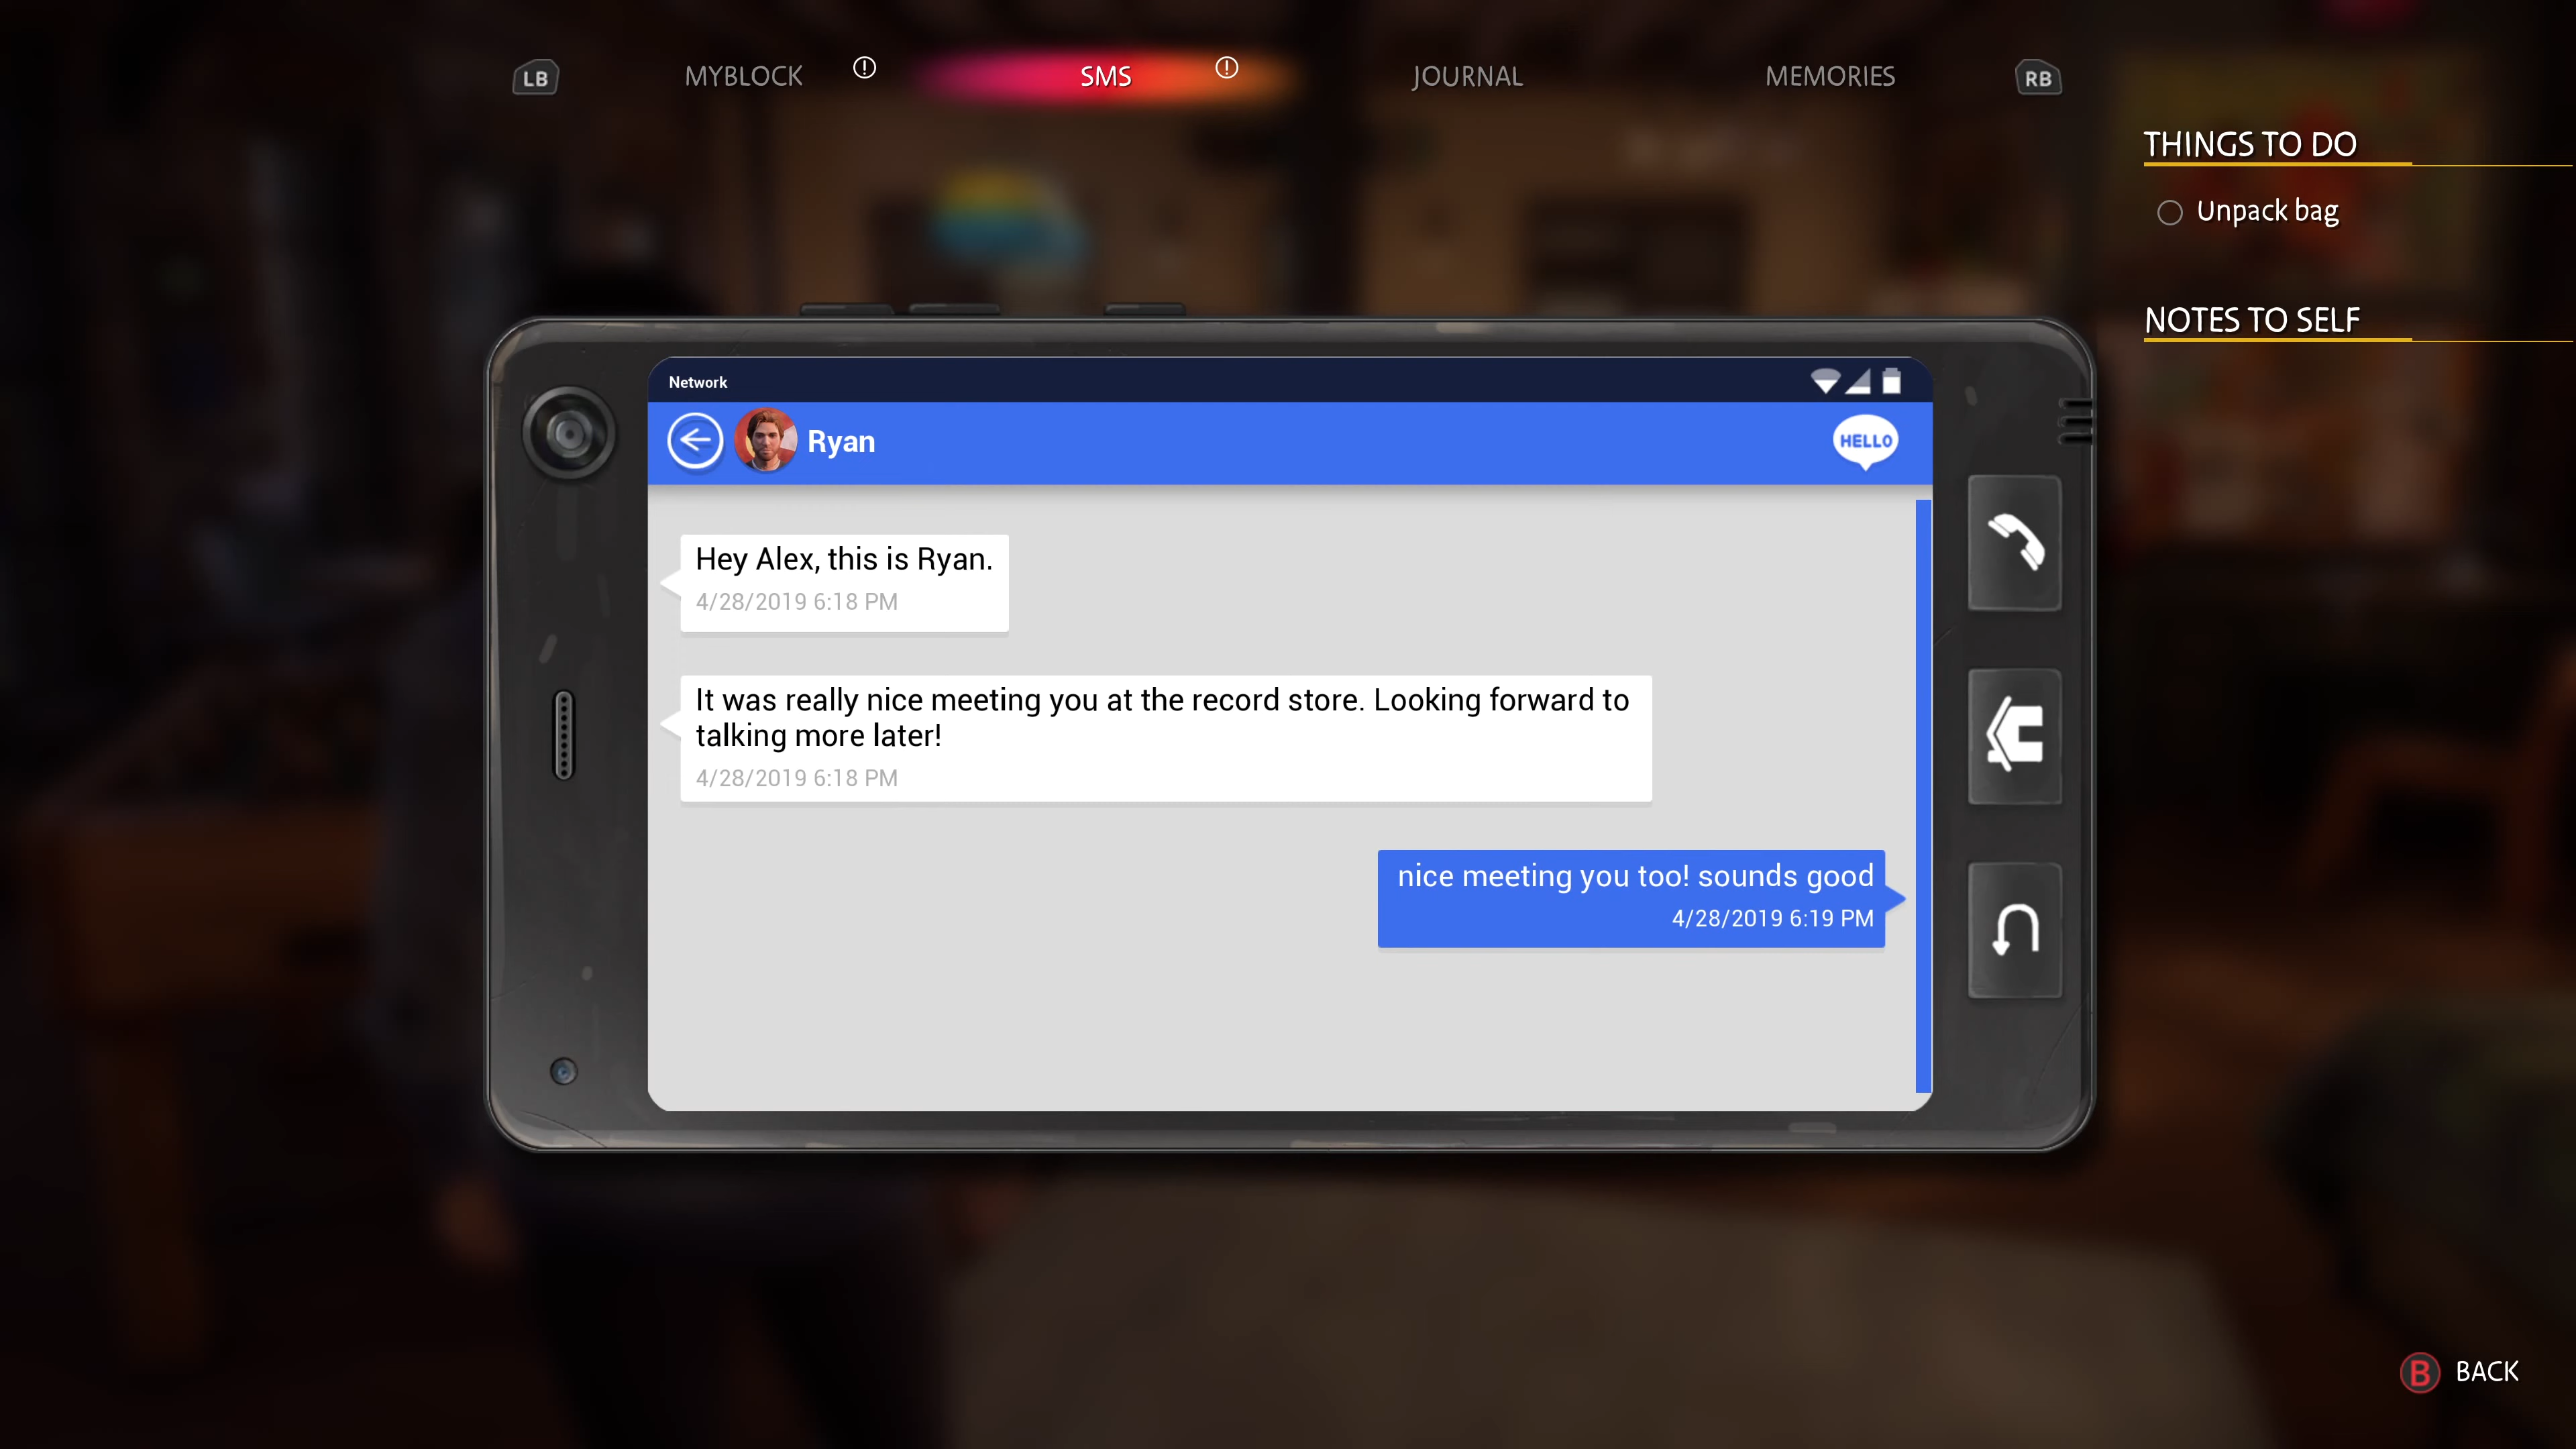 LB
MYBLOCK
SMS
JOURNAL
MEMORIES
RB
THINGS TO DO
Unpack bag
NOTES TO SELF
Network
Ryan
HELLO
Hey Alex, this is Ryan.
4/28/2019 6:18 PM
It was really nice meeting you at the record store. Looking forward to
talking more later!
4/28/2019 6:18 PM
nice meeting you too! sounds good
4/28/2019 6:19 PM
B BACK